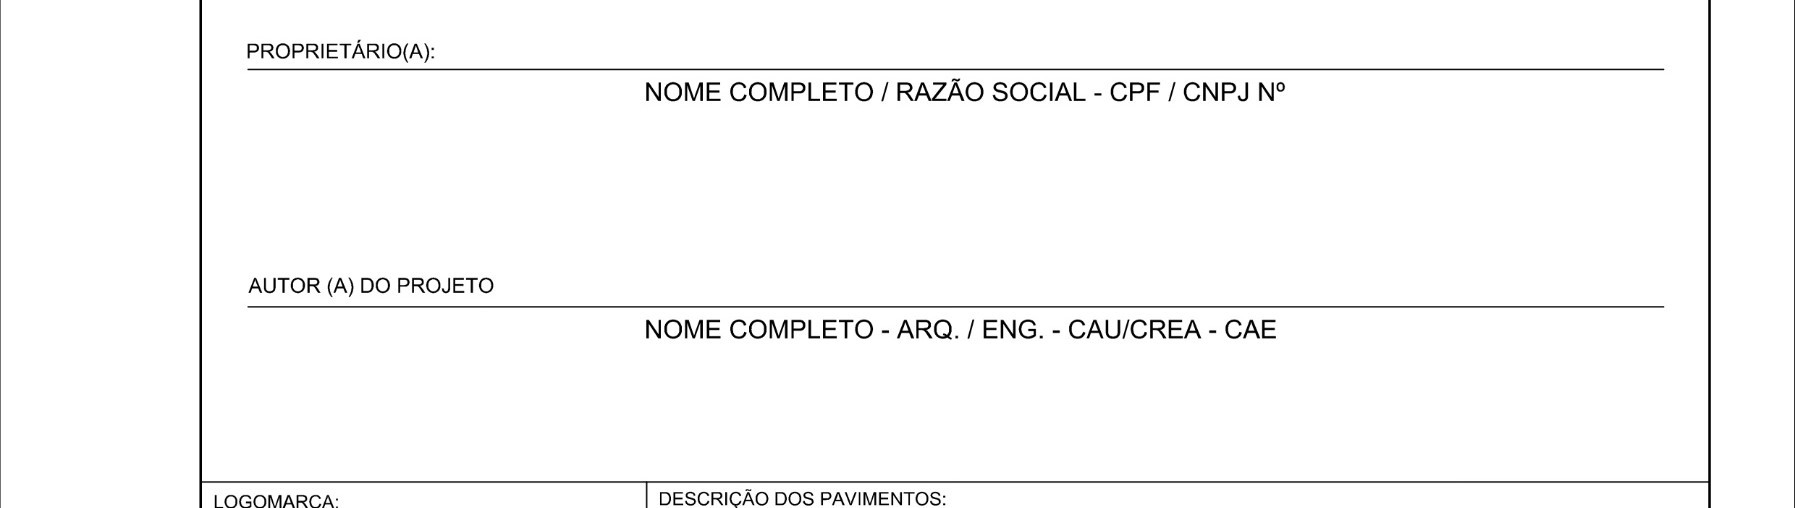 PROPRIETÁRIO(A):
NOME COMPLETO / RAZÃO SOCIAL - CPF / CNPJ Nº
AUTOR (A) DO PROJETO
NOME COMPLETO - ARQ. / ENG. - CAU/CREA - CAE
LOGOMARCA:
DESCRIÇÃO DOS PAVIMENTOS: